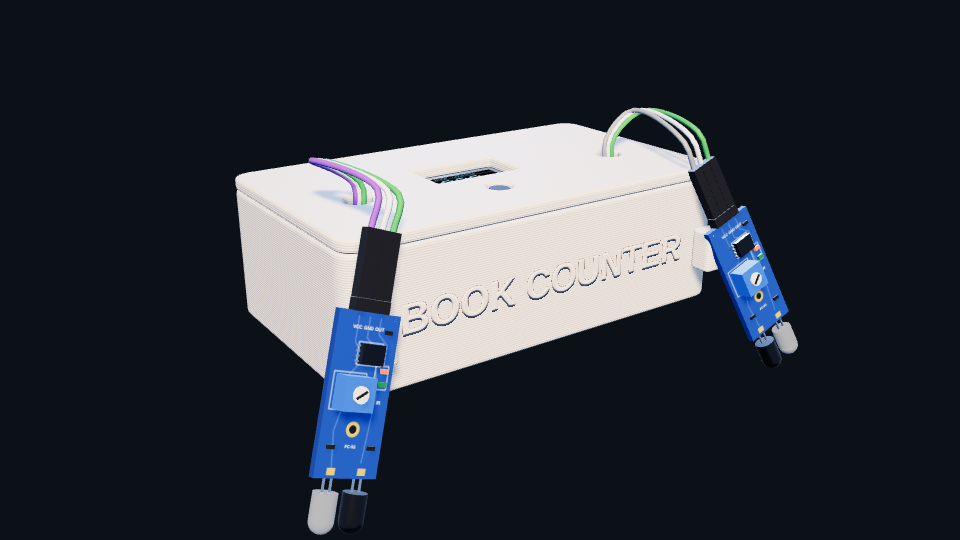 BOOK COUNTER
VCC GND OUT
FC-51